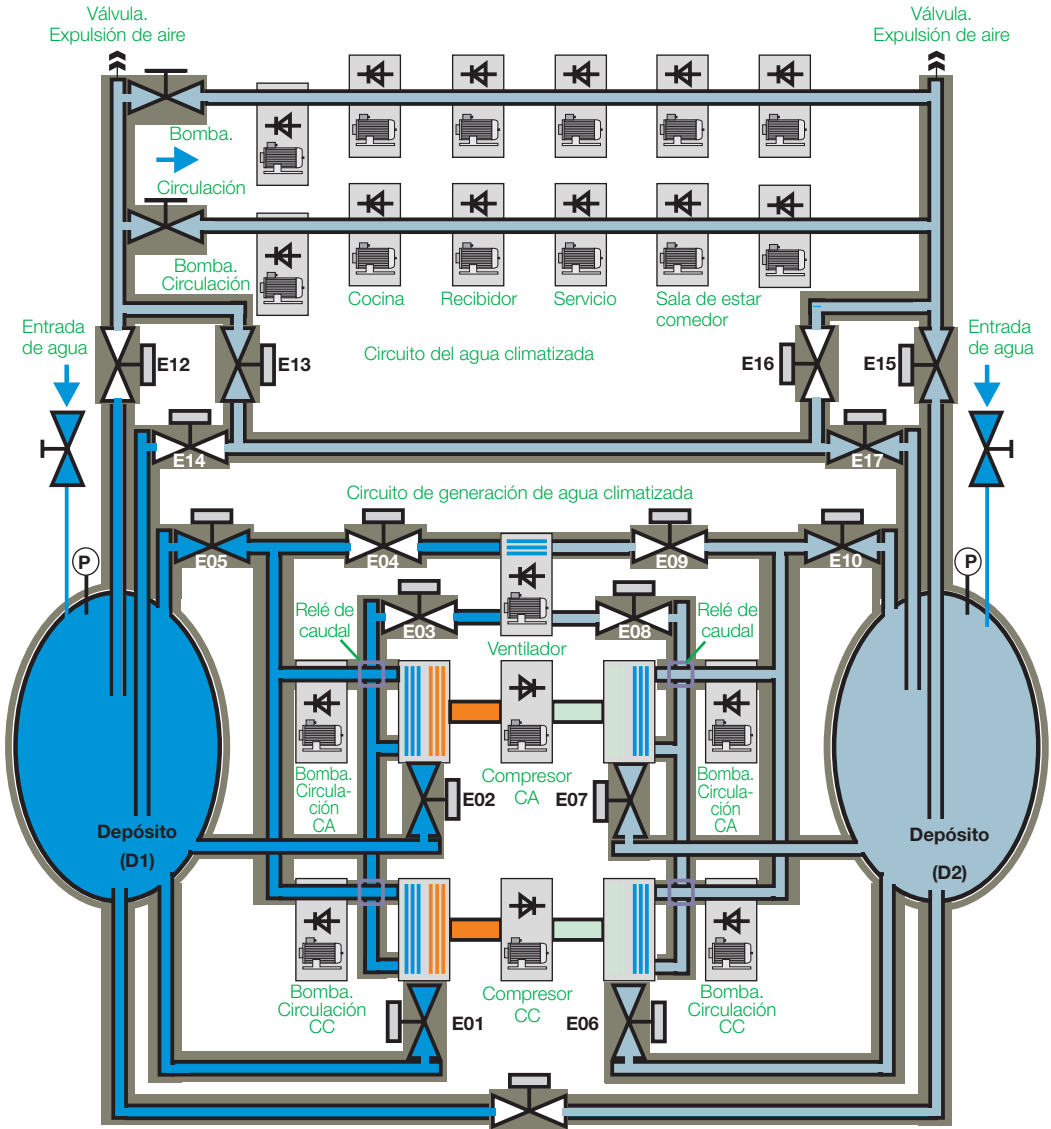 Válvula.
Expulsión de aire
Válvula.
Expulsión de aire
Bomba.
Circulación
Bomba.
Circulación
Cocina
Recibidor
Servicio
Sala de estar
comedor
Entrada
de agua
Entrada
de agua
E12
E13
Circuito del agua climatizada
E16
E15
E14
E17
Circuito de generación de agua climatizada
E05
E04
E09
E10
P
P
E03
E08
Relé de
caudal
Relé de
caudal
Ventilador
Bomba.
Circula-
ción
CA
E02
Compresor
CA
E07
Bomba.
Circula-
ción
CA
Depósito
(D1)
Depósito
(D2)
Bomba.
Circulación
CC
E01
Compresor
CC
E06
Bomba.
Circulación
CC